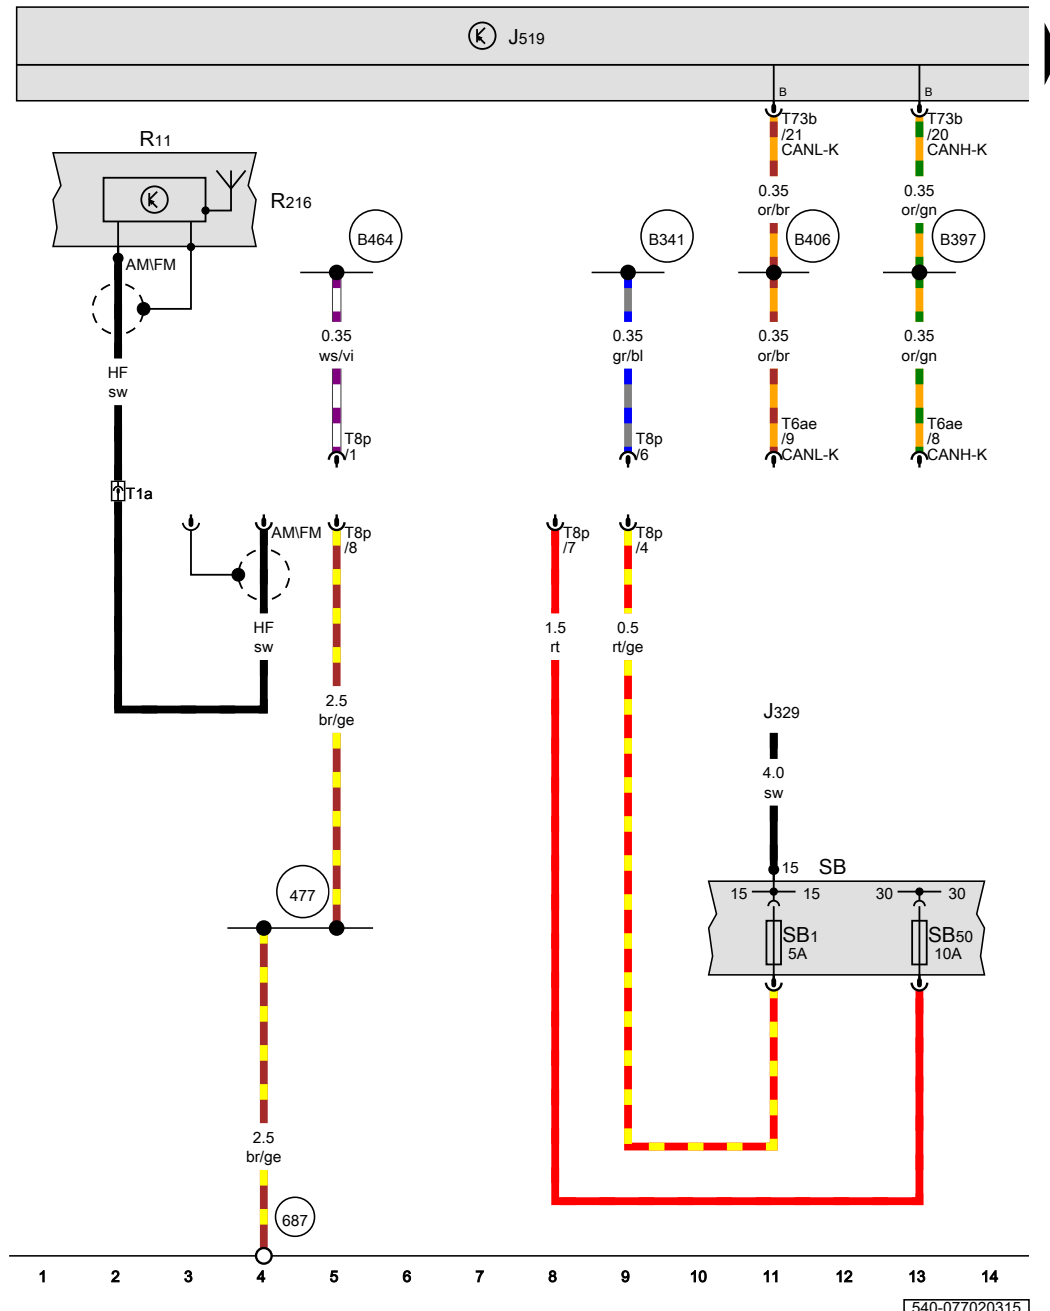 J519
B
B
T73b
/21
CANL-K
T73b
/20
CANH-K
R11
R216
AM\FM
0.35
or/br
0.35
or/gn
B464
B341
B406
B397
0.35
ws/vi
0.35
gr/bl
0.35
or/br
0.35
or/gn
HF
sw
T8p
/1
T8p
/6
T6ae
/9
CANL-K
T6ae
/8
CANH-K
T1a
AM\FM
T8p
/8
T8p
/7
T8p
/4
HF
sw
1.5
rt
0.5
rt/ge
2.5
br/ge
J329
4.0
sw
15
SB
15
15
30
30
477
SB1
5A
SB50
10A
2.5
br/ge
687
1 2 3 4 5 6 7 8 9 10 11 12 13 14
540-077020315